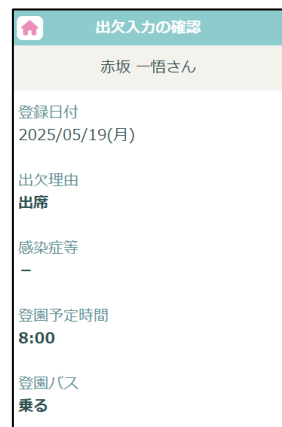 出欠入力の確認
赤坂 一悟さん
登録日付
2025/05/19(月)
出欠理由
出席
感染症等
－
登園予定時間
8:00
登園バス
乗る